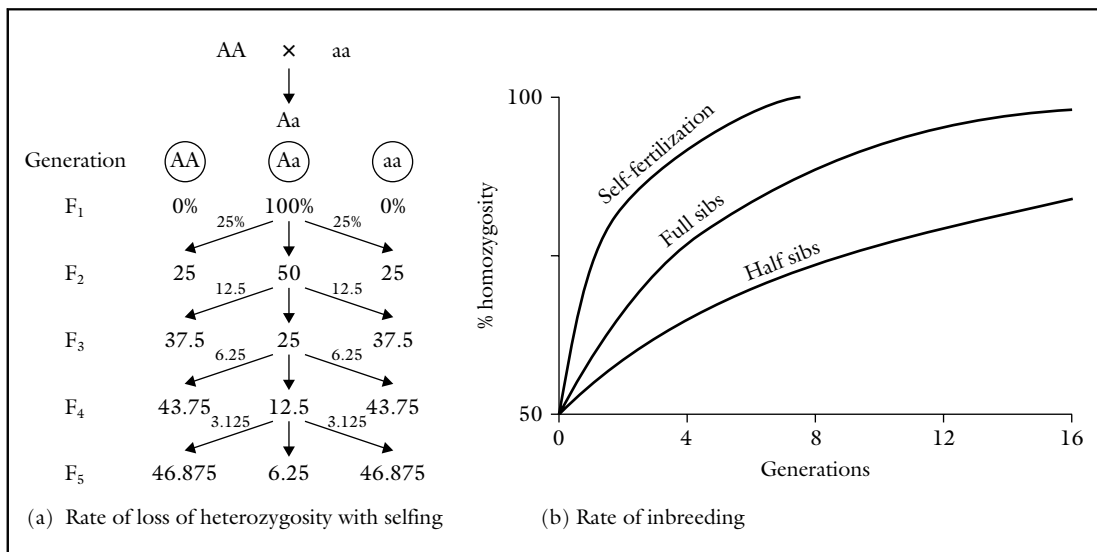 AA × aa
Aa
Generation AA Aa aa
F1 0% 100% 0%
25% 25%
F2 25 50 25
12.5 12.5
F3 37.5 25 37.5
6.25 6.25
F4 43.75 12.5 43.75
3.125 3.125
F5 46.875 6.25 46.875
(a) Rate of loss of heterozygosity with selfing
100
50
% homozygosity
Self-fertilization
Full sibs
Half sibs
0 4 8 12 16
Generations
(b) Rate of inbreeding